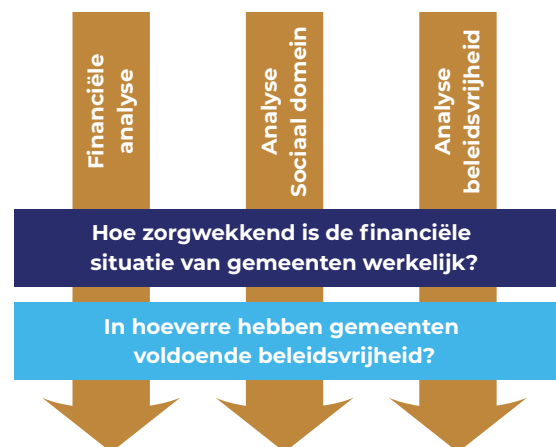 Financiële
analyse
Analyse
Sociaal domein
Analyse
beleidsvrijheid
Hoe zorgwekkend is de financiële
situatie van gemeenten werkelijk?
In hoeverre hebben gemeenten
voldoende beleidsvrijheid?